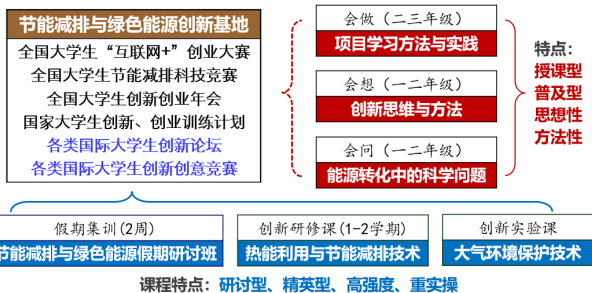 节能减排与绿色能源创新基地
全国大学生“互联网+”创业大赛
全国大学生节能减排科技竞赛
全国大学生创新创业年会
国家大学生创新、创业训练计划
各类国际大学生创新论坛
各类国际大学生创新创意竞赛
会做（二三年级）
项目学习方法与实践
会想（一二年级）
创新思维与方法
会问（一二年级）
能源转化中的科学问题
特点：
授课型
普及型
思想性
方法性
假期集训(2周)
节能减排与绿色能源假期研讨班
创新研修课(1-2学期)
热能利用与节能减排技术
创新实验课
大气环境保护技术
课程特点：研讨型、精英型、高强度、重实操